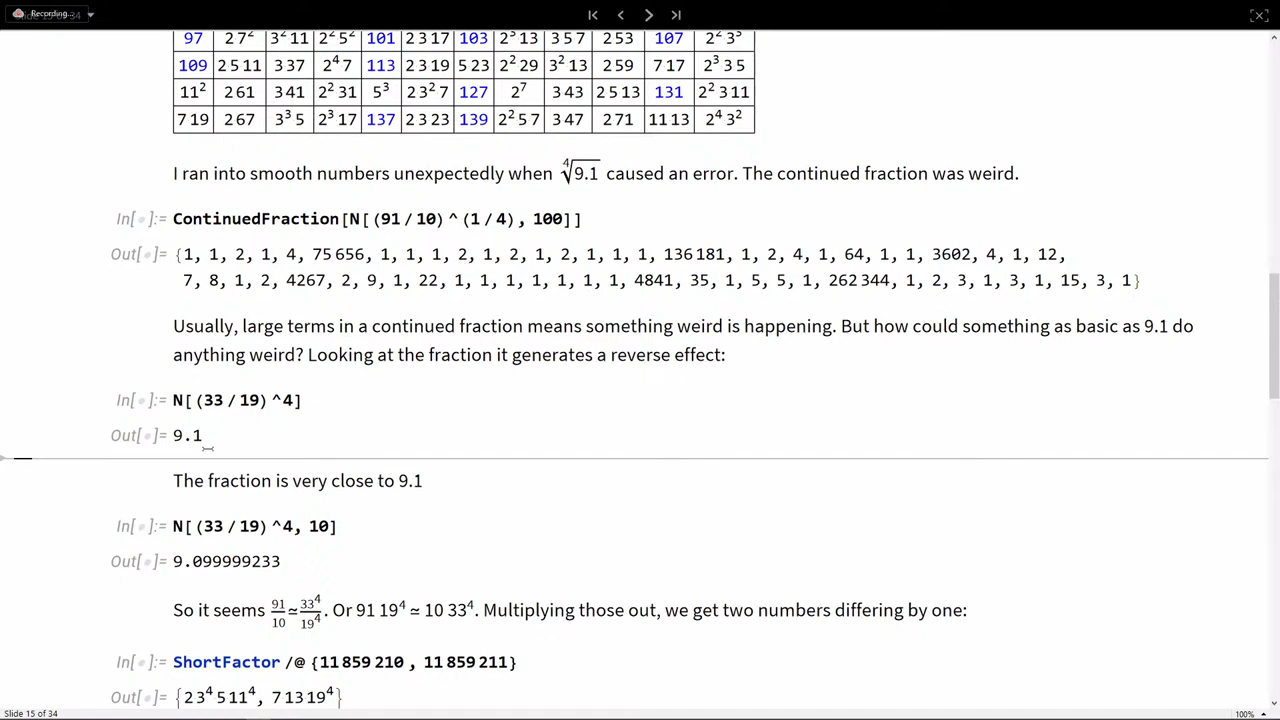 Recording...
Slide 15 of 34
97 2 7² 3² 11 2² 5² 101 2 3 17 103 2³ 13 3 5 7 2 53 107 2² 3³
109 2 5 11 3 37 2⁴ 7 113 2 3 19 5 23 2² 29 3² 13 2 59 7 17 2³ 3 5
11² 2 61 3 41 2² 31 5³ 2 3² 7 127 2⁷ 3 43 2 5 13 131 2² 3 11
7 19 2 67 3³ 5 2³ 17 137 2 3 23 139 2² 5 7 3 47 2 71 11 13 2⁴ 3²
I ran into smooth numbers unexpectedly when ∜9.1 caused an error. The continued fraction was weird.
In[ ]:= ContinuedFraction[N[(91 / 10) ^ (1 / 4), 100]]
Out[ ]= {1, 1, 2, 1, 4, 75 656, 1, 1, 1, 2, 1, 2, 1, 2, 1, 1, 1, 136 181, 1, 2, 4, 1, 64, 1, 1, 3602, 4, 1, 12,
7, 8, 1, 2, 4267, 2, 9, 1, 22, 1, 1, 1, 1, 1, 1, 1, 4841, 35, 1, 5, 5, 1, 262 344, 1, 2, 3, 1, 3, 1, 15, 3, 1}
Usually, large terms in a continued fraction means something weird is happening. But how could something as basic as 9.1 do
anything weird? Looking at the fraction it generates a reverse effect:
In[ ]:= N[(33 / 19) ^4]
Out[ ]= 9.1
The fraction is very close to 9.1
In[ ]:= N[(33 / 19) ^4, 10]
Out[ ]= 9.099999233
So it seems 91/10≃33⁴/19⁴. Or 91 19⁴ ≃ 10 33⁴. Multiplying those out, we get two numbers differing by one:
In[ ]:= ShortFactor /@ {11 859 210 , 11 859 211}
Out[ ]= {2 3⁴ 5 11⁴, 7 13 19⁴}
Slide 15 of 34 100%